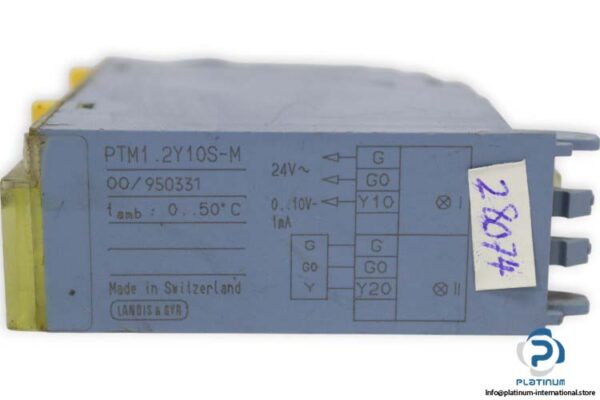 PTM1.2Y10S-M
00/950331
tamb: 0..50°C
Made in Switzerland
LANDIS & GYR
24V~
G
G0
0..10V⎓
1mA
Y10
I
G
G0
Y
G
G0
Y20
II
28074
PLATINUM
Info@platinum-international.store